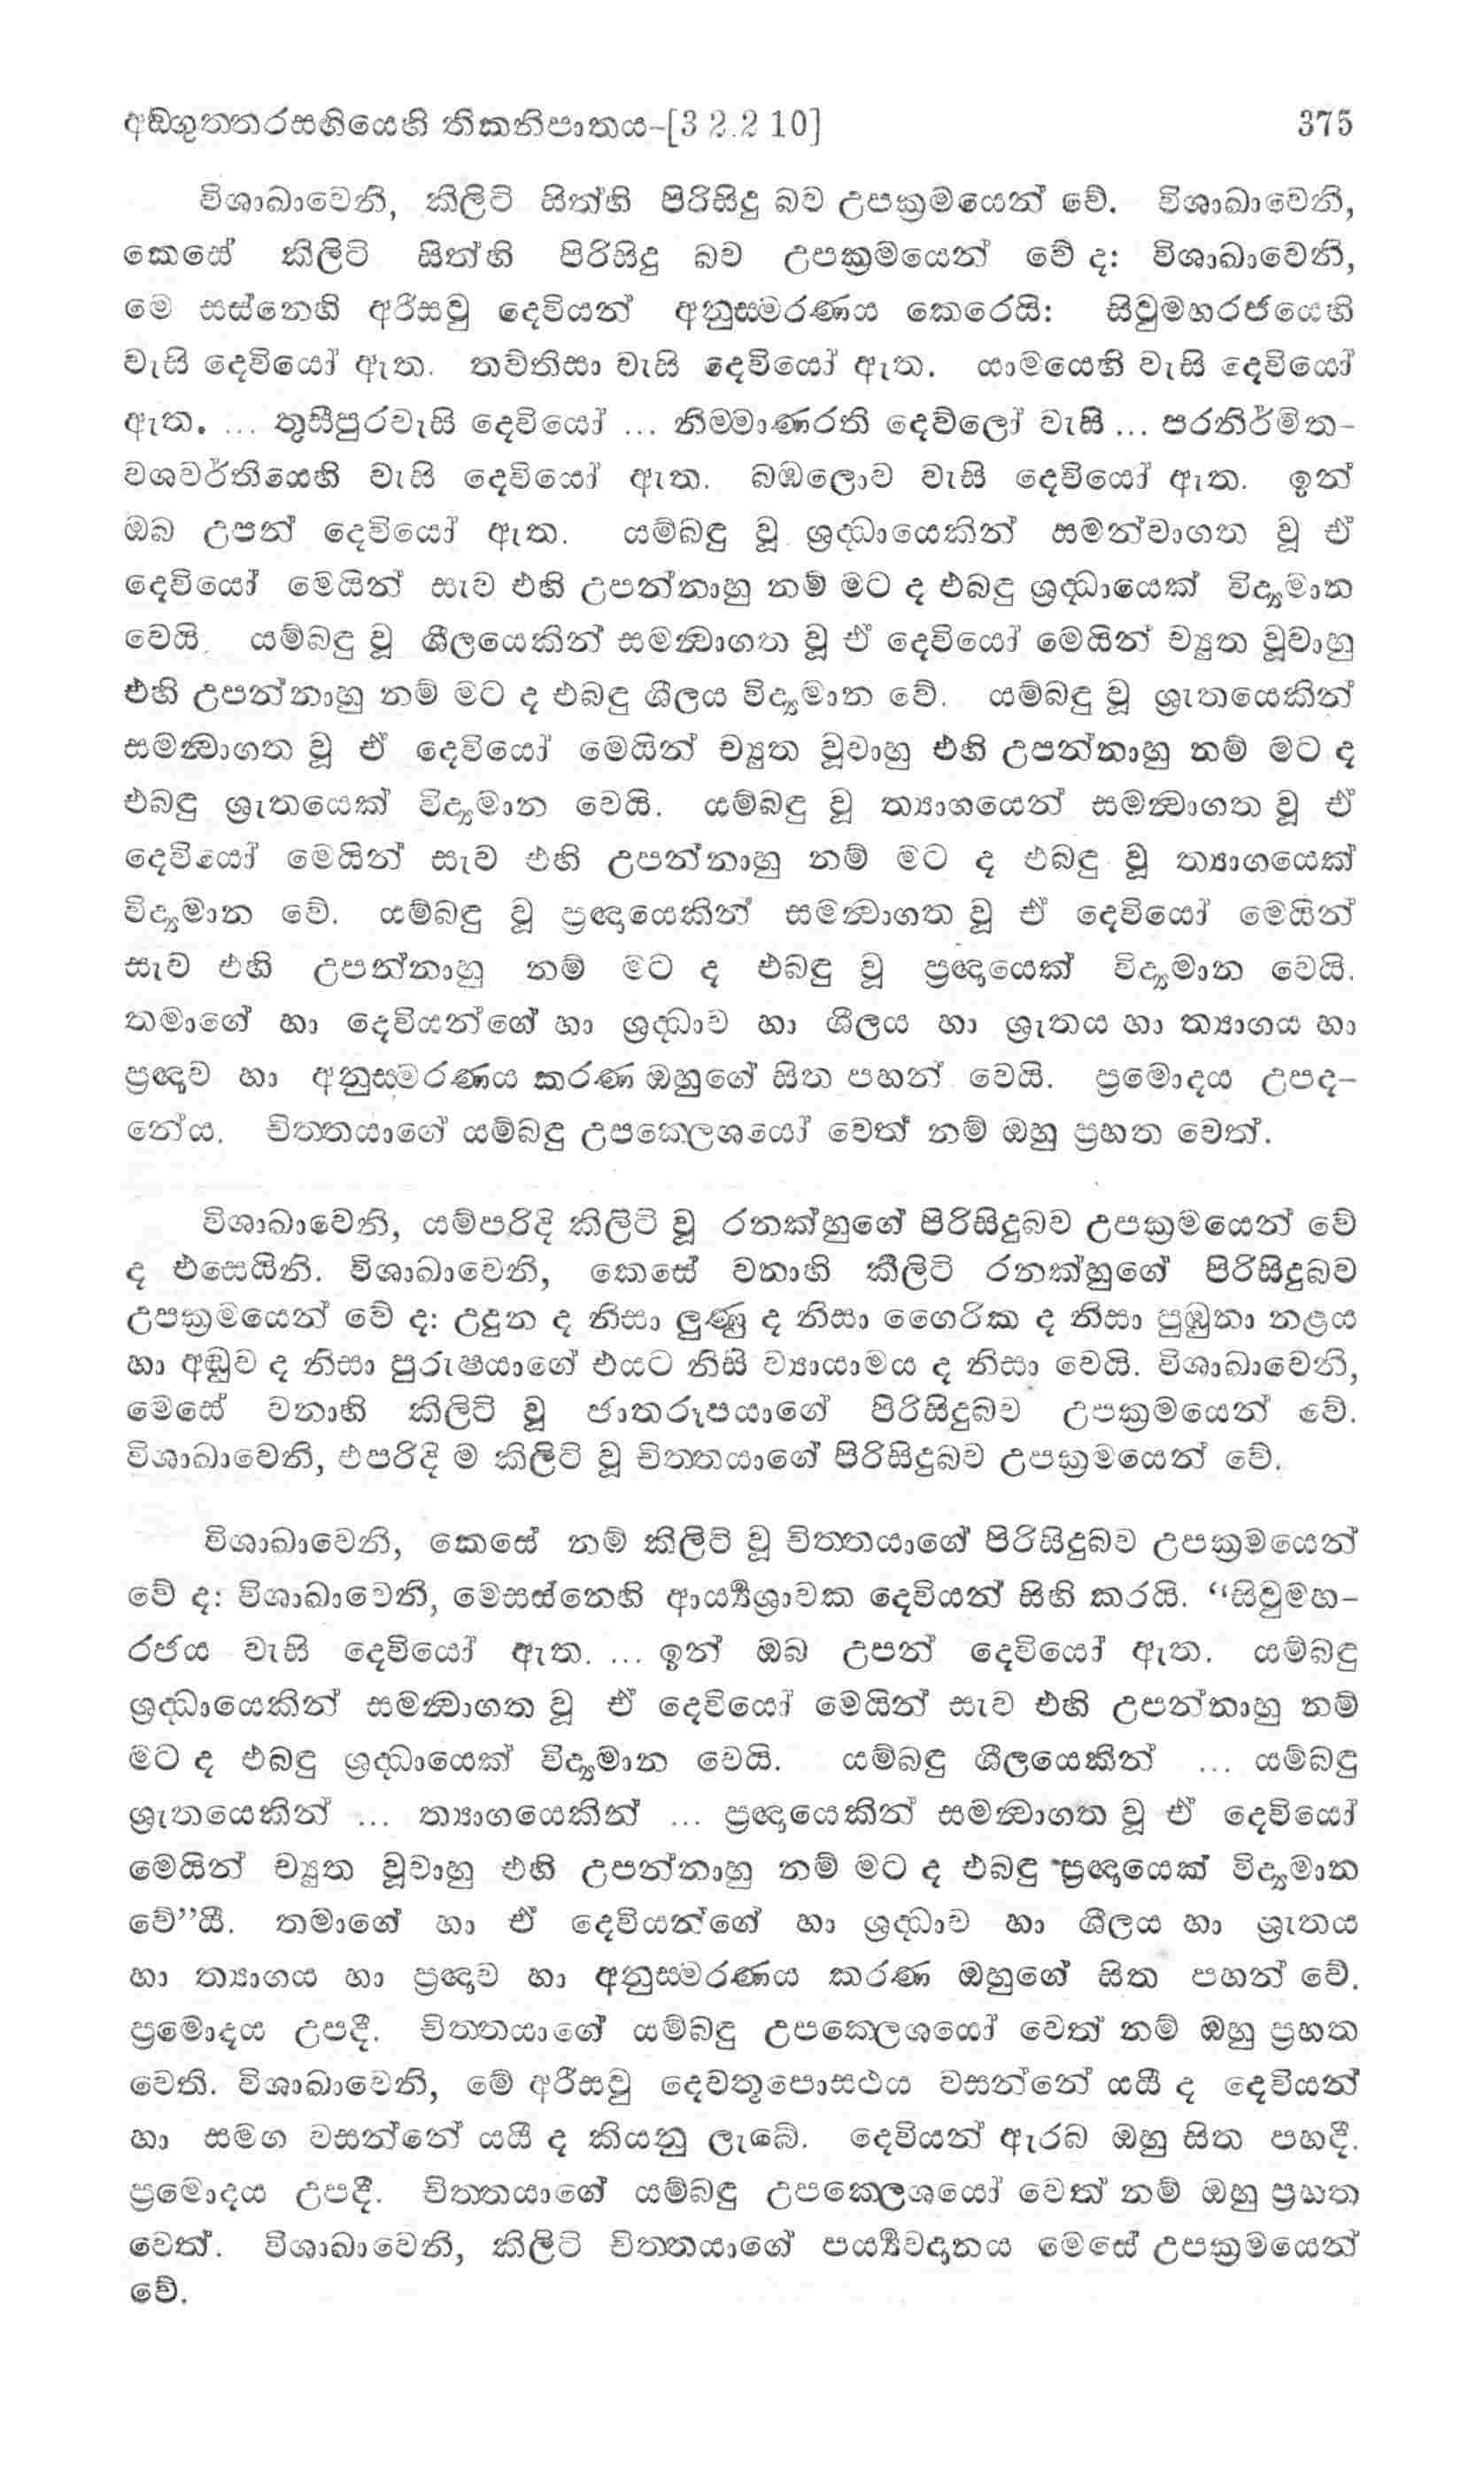 අඞ්ගුත්තරසඟියෙහි තිකනිපාතය-[3 2.2 10] 375
විශාඛාවෙනි, කිලිටි සිත්හි පිරිසිදු බව උපක්‍රමයෙන් වේ. විශාඛාවෙනි,
කෙසේ කිලිටි සිත්හි පිරිසිදු බව උපක්‍රමයෙන් වේ ද: විශාඛාවෙනි,
මෙ සස්නෙහි අරීසවු දෙවියන් අනුස්මරණය කෙරෙයි: සිවුමහරජයෙහි
වැසි දෙවියෝ ඇත. තව්තිසා වැසි දෙවියෝ ඇත. යාමයෙහි වැසි දෙවියෝ
ඇත. ... තුසීපුරවැසි දෙවියෝ ... නිම්මාණරති දෙව්ලෝ වැසි ... පරනිර්මිත-
වශවර්තියෙහි වැසි දෙවියෝ ඇත. බඹලොව වැසි දෙවියෝ ඇත. ඉන්
ඔබ උපන් දෙවියෝ ඇත. යම්බඳු වූ ශ්‍රද්ධායෙකින් සමන්වාගත වූ ඒ
දෙවියෝ මෙයින් සැව එහි උපන්නාහු නම් මට ද එබඳු ශ්‍රද්ධායෙක් විද්‍යමාන
වෙයි. යම්බඳු වූ ශීලයෙකින් සමන්‍වාගත වූ ඒ දෙවියෝ මෙයින් ච්‍යුත වූවාහු
එහි උපන්නාහු නම් මට ද එබඳු ශීලය විද්‍යමාන වේ. යම්බඳු වූ ශ්‍රැතයෙකින්
සමන්‍වාගත වූ ඒ දෙවියෝ මෙයින් ච්‍යුත වූවාහු එහි උපන්නාහු නම් මට ද
එබඳු ශ්‍රැතයෙක් විද්‍යමාන වෙයි. යම්බඳු වූ ත්‍යාගයෙන් සමන්‍වාගත වූ ඒ
දෙවියෝ මෙයින් සැව එහි උපන්නාහු නම් මට ද එබඳු වූ ත්‍යාගයෙක්
විද්‍යමාන වේ. යම්බඳු වූ ප්‍රඥායෙකින් සමන්‍වාගත වූ ඒ දෙවියෝ මෙයින්
සැව එහි උපන්නාහු නම් මට ද එබඳු වූ ප්‍රඥායෙක් විද්‍යමාන වෙයි.
තමාගේ හා දෙවියන්ගේ හා ශ්‍රද්ධාව හා ශීලය හා ශ්‍රැතය හා ත්‍යාගය හා
ප්‍රඥාව හා අනුස්මරණය කරණ ඔහුගේ සිත පහන් වෙයි. ප්‍රමොදය උපද-
නේය. චිත්තයාගේ යම්බඳු උපක්ලෙශයෝ වෙත් නම් ඔහු ප්‍රහත වෙත්.
විශාඛාවෙනි, යම්පරිදි කිලිටි වූ රනක්හුගේ පිරිසිදුබව උපක්‍රමයෙන් වේ
ද එසෙයිනි. විශාඛාවෙනි, කෙසේ වනාහි කිලිටි රනක්හුගේ පිරිසිදුබව
උපක්‍රමයෙන් වේ ද: උදුන ද නිසා ලුණු ද නිසා ගෛරික ද නිසා පුඹුනා නළය
හා අඬුව ද නිසා පුරුෂයාගේ එයට නිසි ව්‍යායාමය ද නිසා වෙයි. විශාඛාවෙනි,
මෙසේ වනාහි කිලිටි වූ ජාතරූපයාගේ පිරිසිදුබව උපක්‍රමයෙන් වේ.
විශාඛාවෙනි, එපරිදි ම කිලිටි වූ චිත්තයාගේ පිරිසිදුබව උපක්‍රමයෙන් වේ.
විශාඛාවෙනි, කෙසේ නම් කිලිටි වූ චිත්තයාගේ පිරිසිදුබව උපක්‍රමයෙන්
වේ ද: විශාඛාවෙනි, මෙසස්නෙහි ආර්‍ය්‍යශ්‍රාවක දෙවියන් සිහි කරයි. “සිවුමහ-
රජය වැසි දෙවියෝ ඇත. ... ඉන් ඔබ උපන් දෙවියෝ ඇත. යම්බඳු
ශ්‍රද්ධායෙකින් සමන්‍වාගත වූ ඒ දෙවියෝ මෙයින් සැව එහි උපන්නාහු නම්
මට ද එබඳු ශ්‍රද්ධායෙක් විද්‍යමාන වෙයි. යම්බඳු ශීලයෙකින් ... යම්බඳු
ශ්‍රැතයෙකින් ... ත්‍යාගයෙකින් ... ප්‍රඥායෙකින් සමන්‍වාගත වූ ඒ දෙවියෝ
මෙයින් ච්‍යුත වූවාහු එහි උපන්නාහු නම් මට ද එබඳු ප්‍රඥායෙක් විද්‍යමාන
වේ”යි. තමාගේ හා ඒ දෙවියන්ගේ හා ශ්‍රද්ධාව හා ශීලය හා ශ්‍රැතය
හා ත්‍යාගය හා ප්‍රඥාව හා අනුස්මරණය කරණ ඔහුගේ සිත පහන් වේ.
ප්‍රමොදය උපදී. චිත්තයාගේ යම්බඳු උපක්ලෙශයෝ වෙත් නම් ඔහු ප්‍රහත
වෙති. විශාඛාවෙනි, මේ අරීසවු දෙවතූපොසථය වසන්නේ යයි ද දෙවියන්
හා සමග වසන්නේ යයි ද කියනු ලැබේ. දෙවියන් ඇරබ ඔහු සිත පහදී.
ප්‍රමොදය උපදී. චිත්තයාගේ යම්බඳු උපක්ලෙශයෝ වෙත් නම් ඔහු ප්‍රහත
වෙත්. විශාඛාවෙනි, කිලිටි චිත්තයාගේ පර්‍ය්‍යවදානය මෙසේ උපක්‍රමයෙන්
වේ.